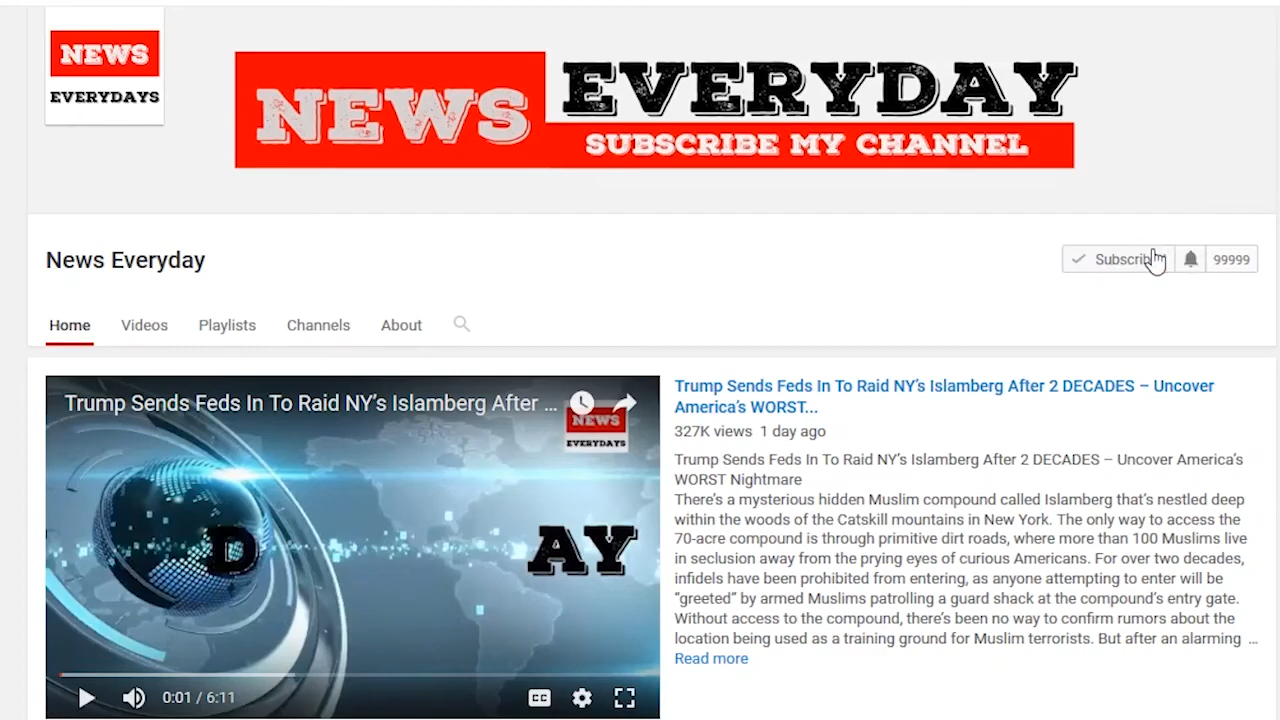 NEWS
EVERYDAYS
NEWS
EVERYDAY
SUBSCRIBE MY CHANNEL
News Everyday
99999
Home Videos Playlists Channels About
Trump Sends Feds In To Raid NY's Islamberg After ...
NEWS
EVERYDAYS
D AY
0:01 / 6:11
CC
Trump Sends Feds In To Raid NY's Islamberg After 2 DECADES – Uncover
America's WORST...
327K views 1 day ago
Trump Sends Feds In To Raid NY's Islamberg After 2 DECADES – Uncover America's
WORST Nightmare
There's a mysterious hidden Muslim compound called Islamberg that's nestled deep
within the woods of the Catskill mountains in New York. The only way to access the
70-acre compound is through primitive dirt roads, where more than 100 Muslims live
in seclusion away from the prying eyes of curious Americans. For over two decades,
infidels have been prohibited from entering, as anyone attempting to enter will be
“greeted” by armed Muslims patrolling a guard shack at the compound's entry gate.
Without access to the compound, there's been no way to confirm rumors about the
location being used as a training ground for Muslim terrorists. But after an alarming ...
Read more